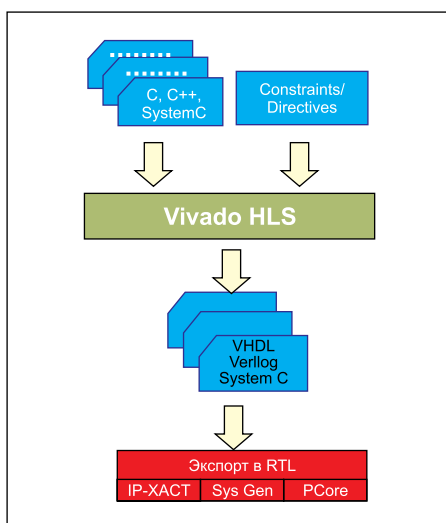 C, C++,
SystemC
Constraints/
Directives
Vivado HLS
VHDL
Verllog
System C
Экспорт в RTL
IP-XACT Sys Gen PCore